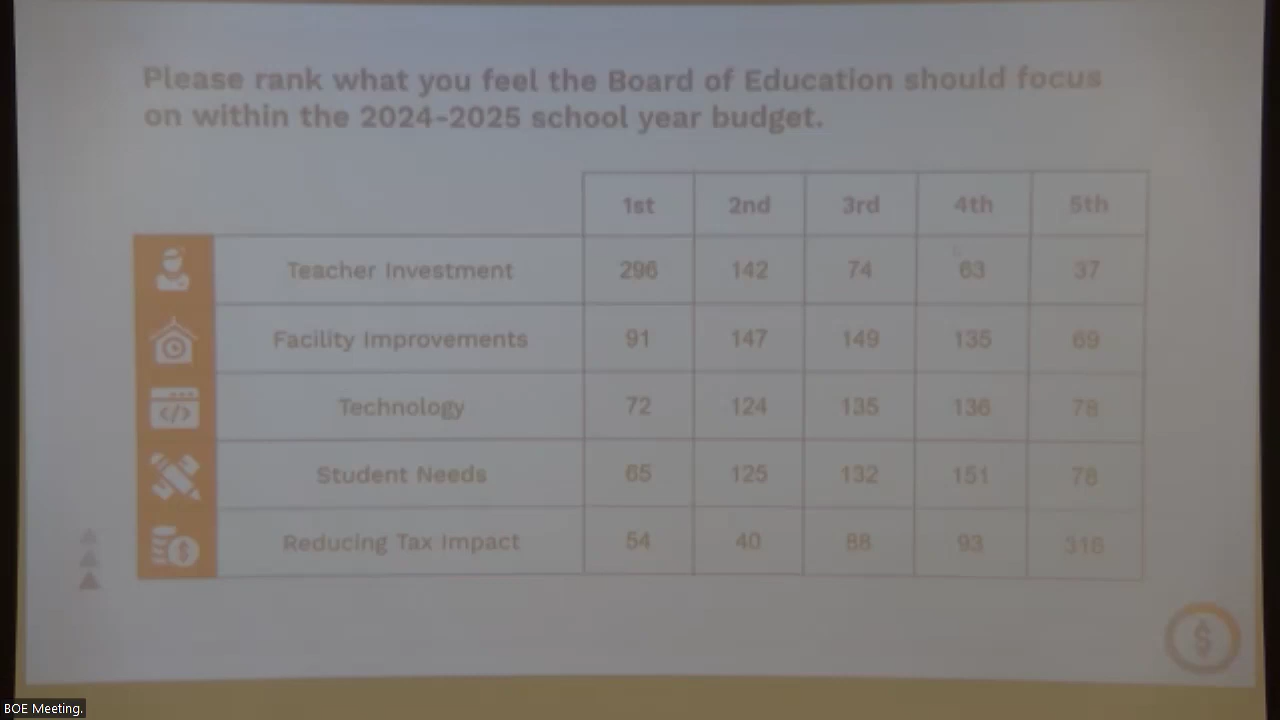 Please rank what you feel the Board of Education should focus
on within the 2024-2025 school year budget.
1st 2nd 3rd 4th 5th
Teacher Investment 296 142 74 63 37
Facility Improvements 91 147 149 135 69
Technology 72 124 135 136 78
Student Needs 65 125 132 151 78
Reducing Tax Impact 54 40 88 93 316
BOE Meeting.